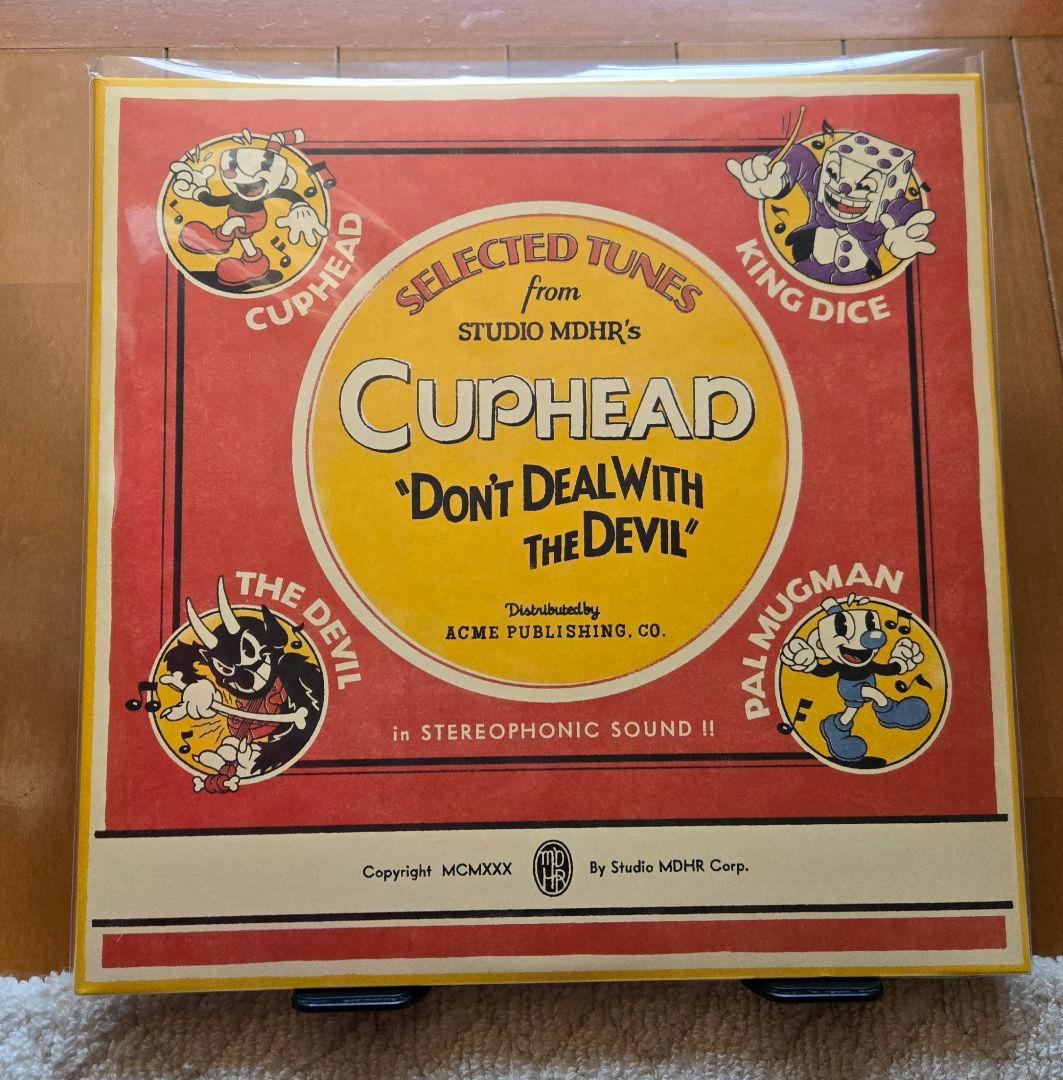 CUPHEAD
KING DICE
SELECTED TUNES
from
STUDIO MDHR's
CUPHEAD
"DON'T DEAL WITH
THE DEVIL"
Distributed by
ACME PUBLISHING, CO.
THE DEVIL
PAL MUGMAN
in STEREOPHONIC SOUND !!
Copyright MCMXXX MDHR By Studio MDHR Corp.